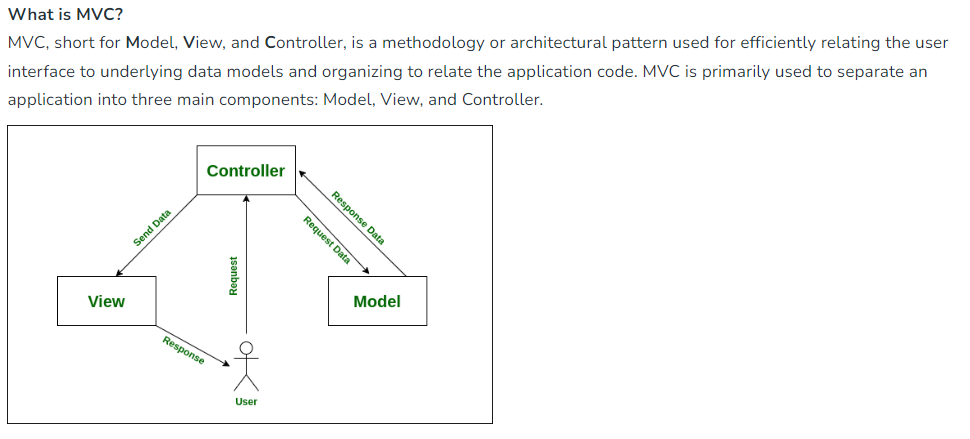 What is MVC?
MVC, short for Model, View, and Controller, is a methodology or architectural pattern used for efficiently relating the user
interface to underlying data models and organizing to relate the application code. MVC is primarily used to separate an
application into three main components: Model, View, and Controller.
Controller
Send Data
Request
Request Data
Response Data
View
Model
Response
User